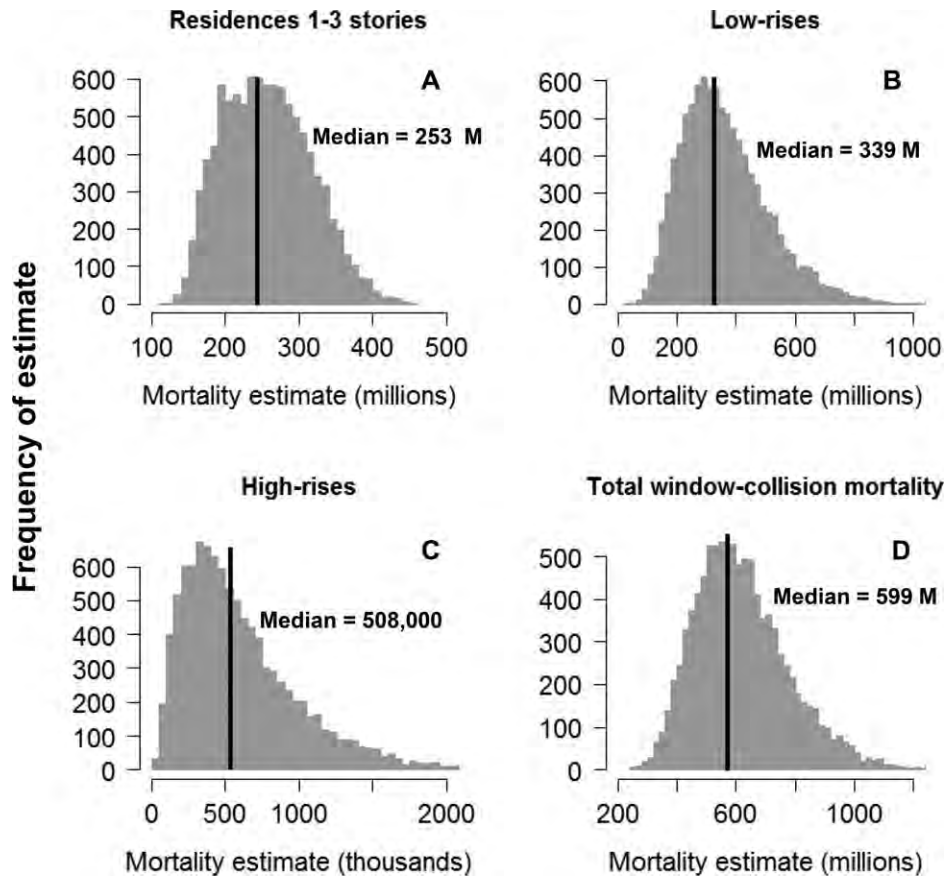 Residences 1-3 stories
A
Median = 253 M
600
500
400
300
200
100
0
100 200 300 400 500
Mortality estimate (millions)
Low-rises
B
Median = 339 M
600
500
400
300
200
100
0
0 200 600 1000
Mortality estimate (millions)
Frequency of estimate
High-rises
C
Median = 508,000
600
500
400
300
200
100
0
0 500 1000 2000
Mortality estimate (thousands)
Total window-collision mortality
D
Median = 599 M
500
400
300
200
100
0
200 600 1000
Mortality estimate (millions)